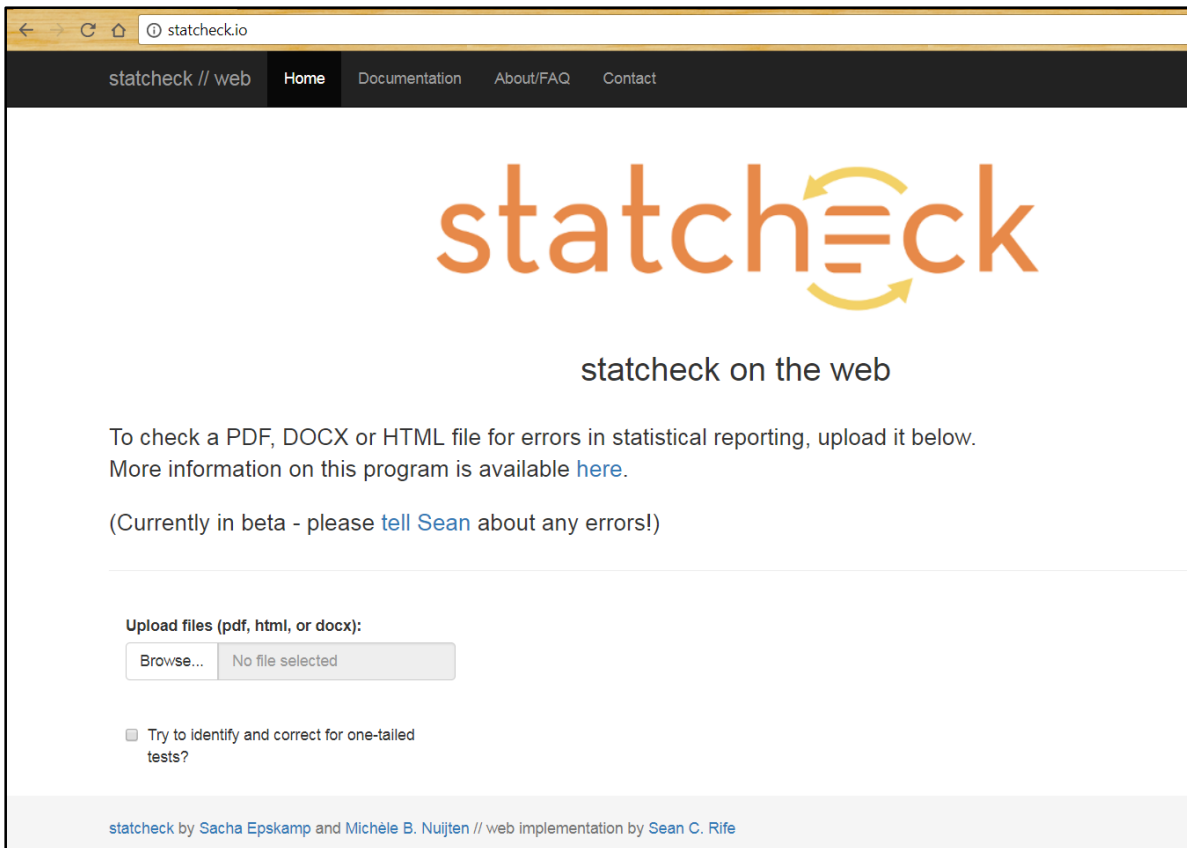 statcheck.io
statcheck // web Home Documentation About/FAQ Contact
statcheck
statcheck on the web
To check a PDF, DOCX or HTML file for errors in statistical reporting, upload it below.
More information on this program is available here.
(Currently in beta - please tell Sean about any errors!)
Upload files (pdf, html, or docx):
Browse... No file selected
Try to identify and correct for one-tailed
tests?
statcheck by Sacha Epskamp and Michèle B. Nuijten // web implementation by Sean C. Rife